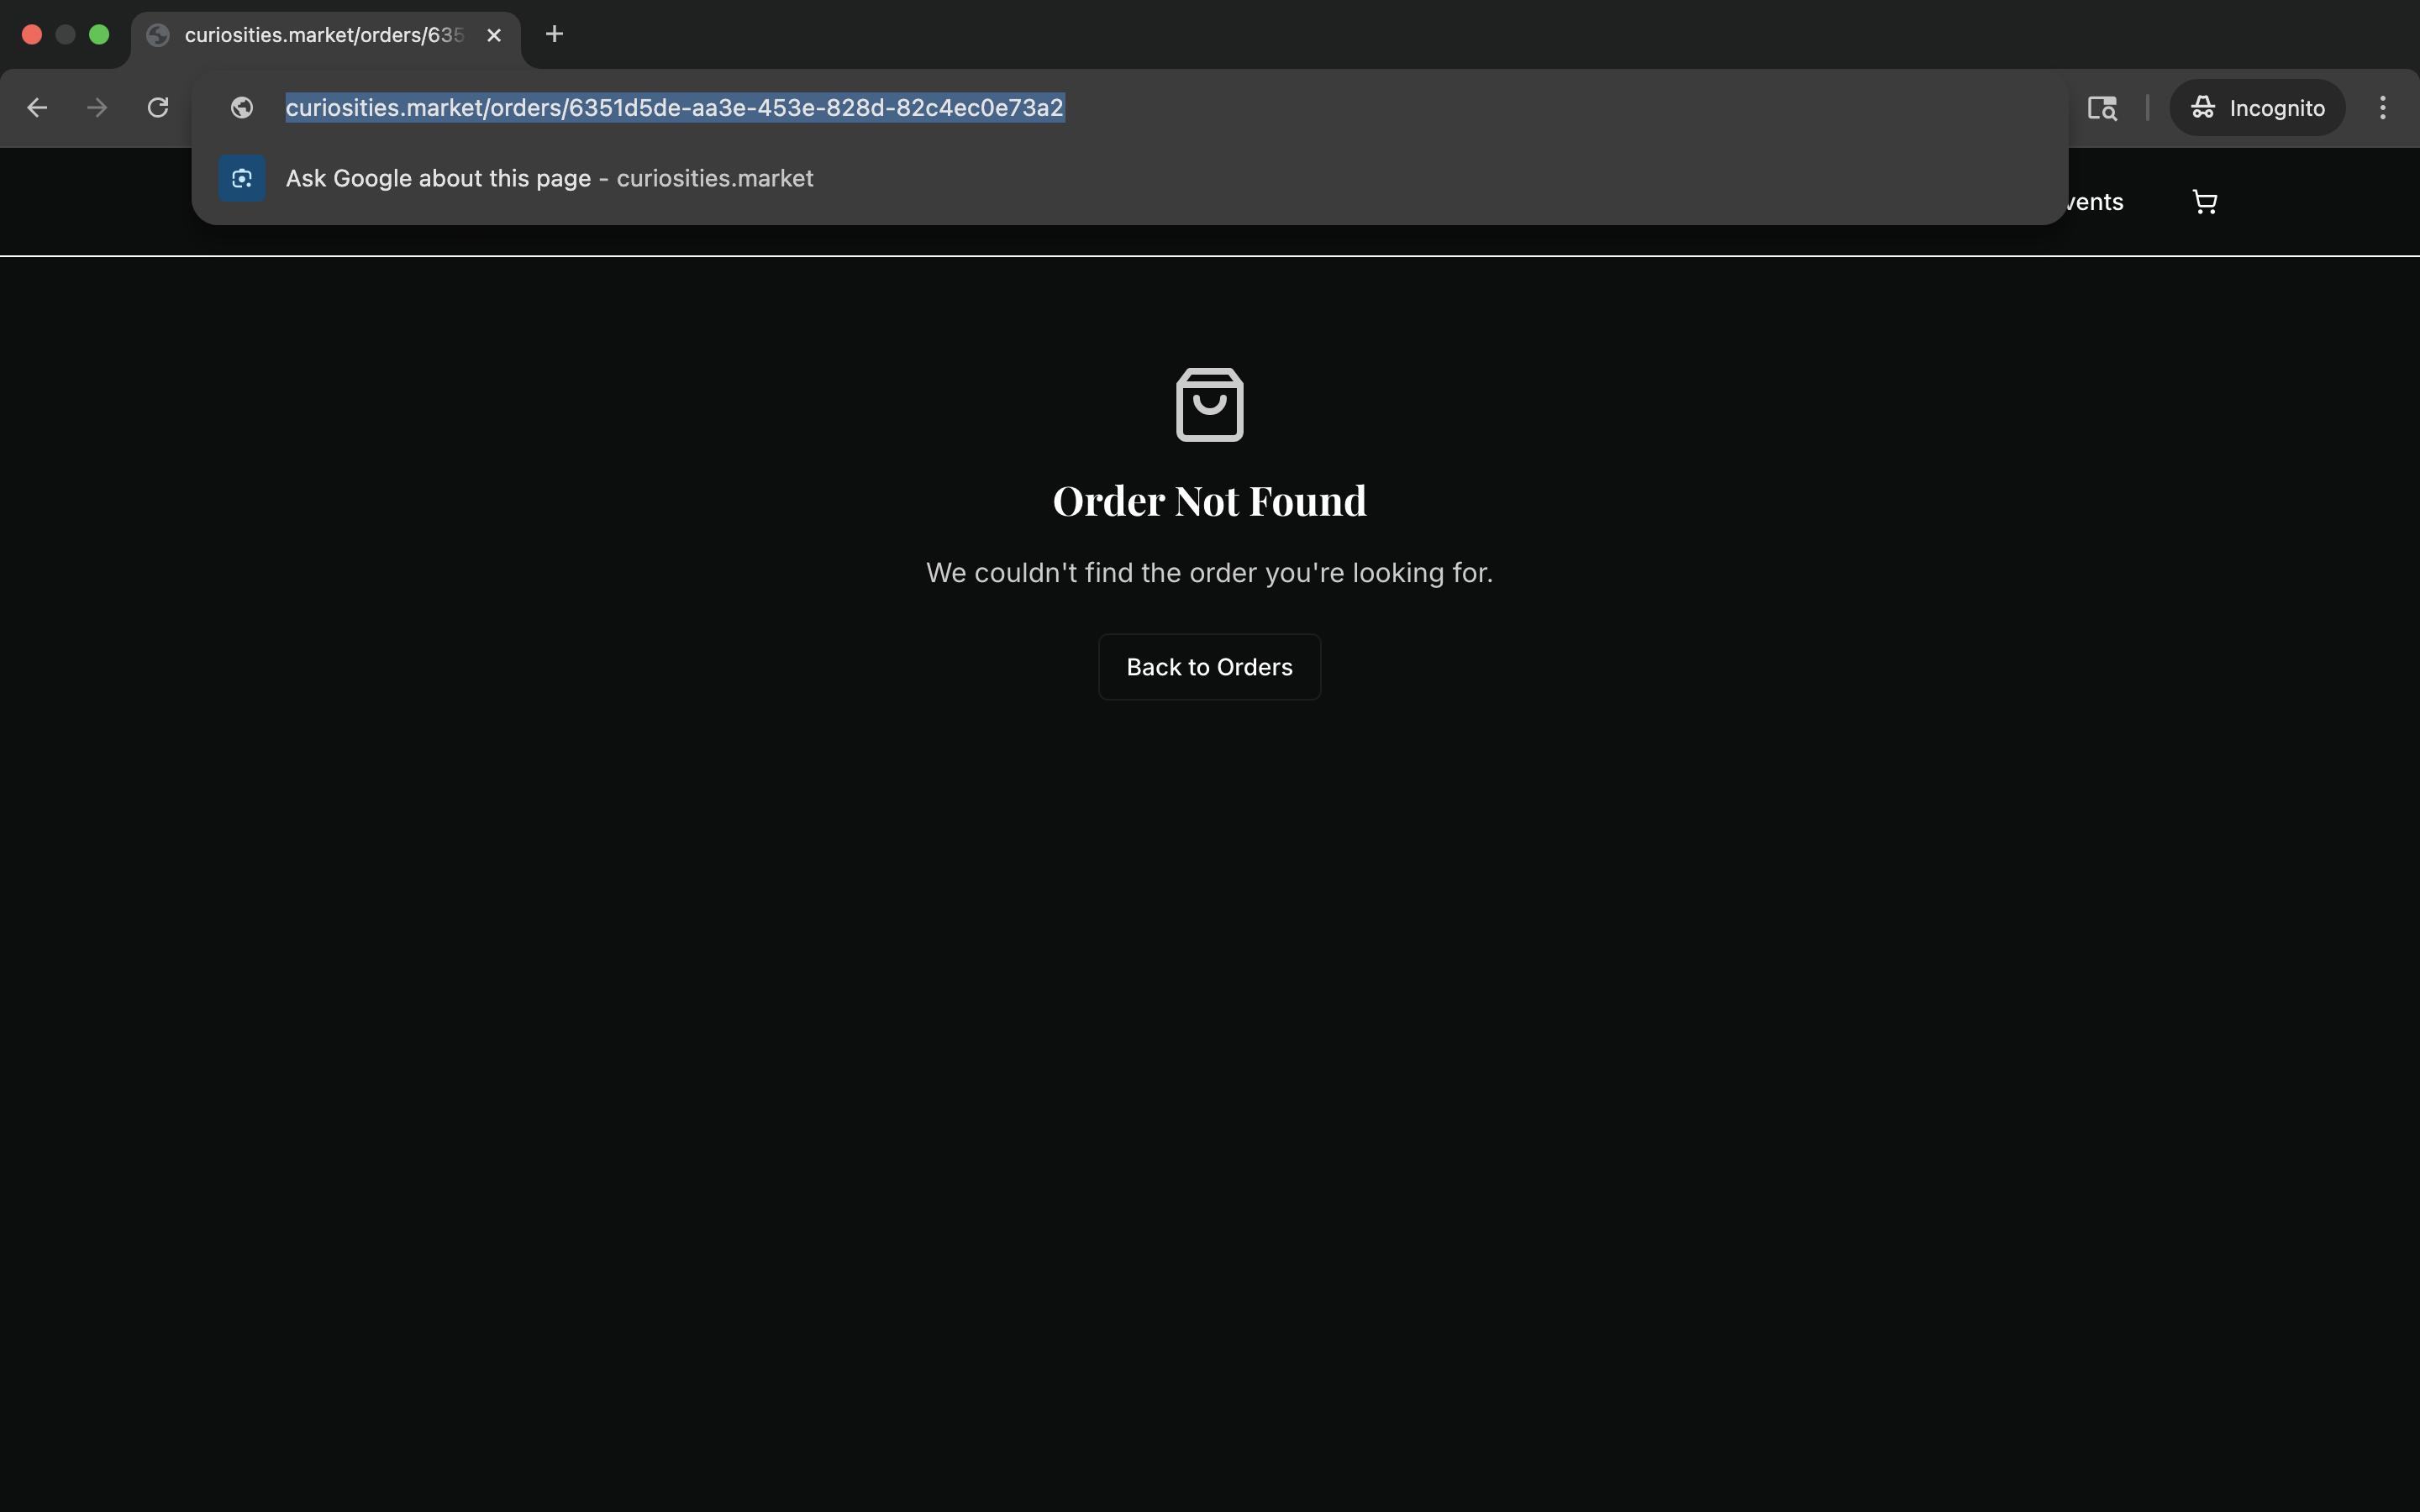 curiosities.market/orders/635
Incognito
curiosities.market/orders/6351d5de-aa3e-453e-828d-82c4ec0e73a2
Ask Google about this page - curiosities.market
Order Not Found
We couldn't find the order you're looking for.
Back to Orders